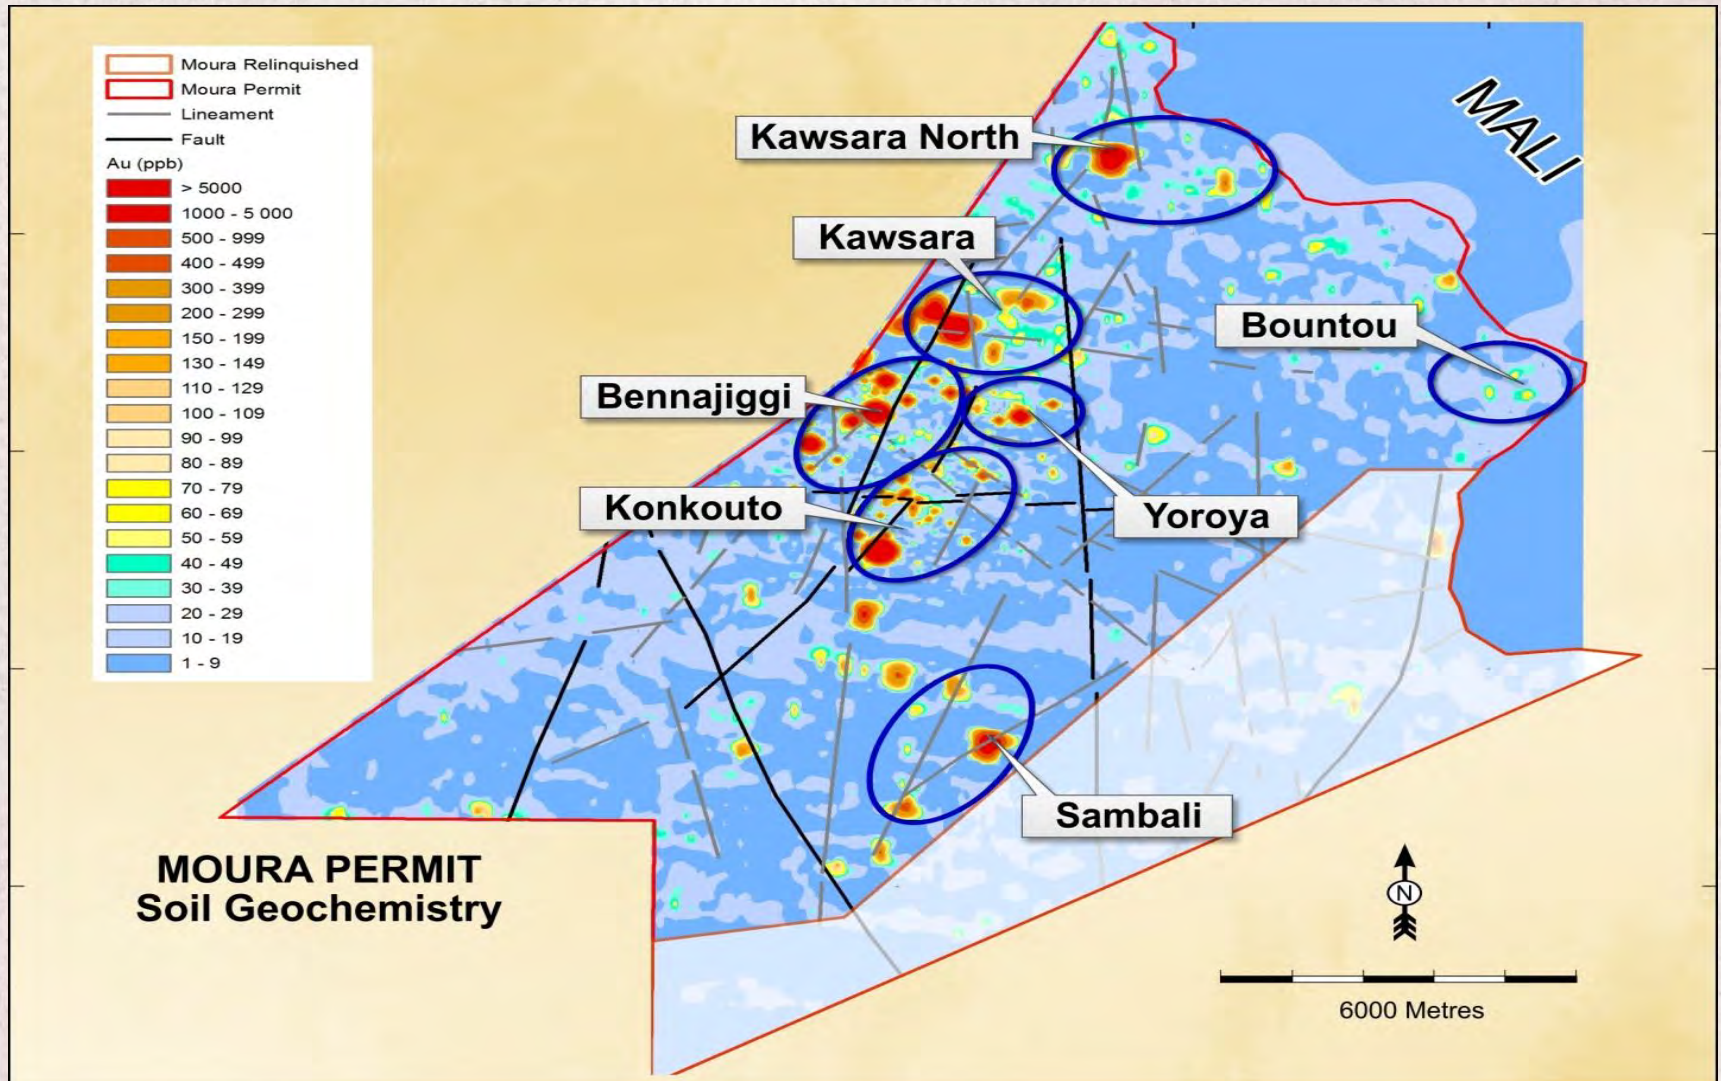 Moura Relinquished
Moura Permit
Lineament
Fault
Au (ppb)
> 5000
1000 - 5 000
500 - 999
400 - 499
300 - 399
200 - 299
150 - 199
130 - 149
110 - 129
100 - 109
90 - 99
80 - 89
70 - 79
60 - 69
50 - 59
40 - 49
30 - 39
20 - 29
10 - 19
1 - 9
MALI
Kawsara North
Kawsara
Bountou
Bennajiggi
Konkouto
Yoroya
Sambali
MOURA PERMIT
Soil Geochemistry
N
6000 Metres